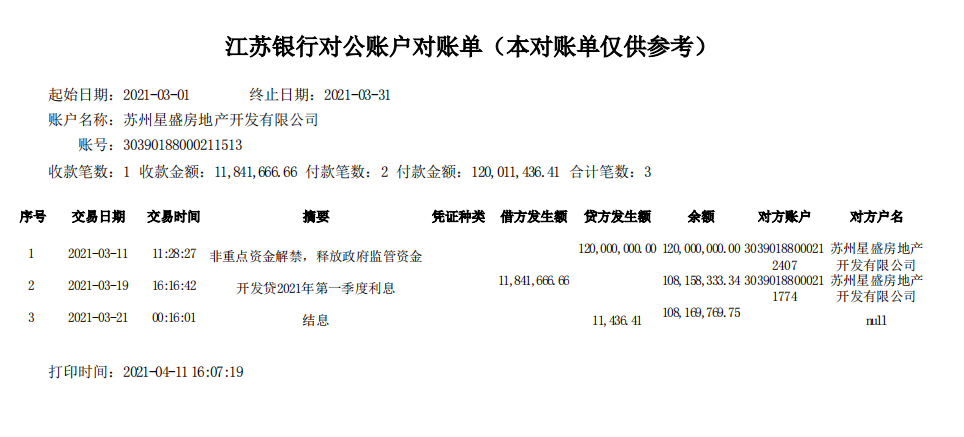 江苏银行对公账户对账单（本对账单仅供参考）
起始日期：2021-03-01 终止日期：2021-03-31
账户名称：苏州星盛房地产开发有限公司
账号：30390188000211513
收款笔数：1 收款金额：11,841,666.66 付款笔数：2 付款金额：120,011,436.41 合计笔数：3
序号 交易日期 交易时间 摘要 凭证种类 借方发生额 贷方发生额 余额 对方账户 对方户名
1 2021-03-11 11:28:27 非重点资金解禁，释放政府监管资金 120,000,000.00 120,000,000.00 3039018800021 苏州星盛房地产
2407 开发有限公司
2 2021-03-19 16:16:42 开发贷2021年第一季度利息 11,841,666.66 108,158,333.34 3039018800021 苏州星盛房地产
1774 开发有限公司
3 2021-03-21 00:16:01 结息 11,436.41 108,169,769.75 null
打印时间：2021-04-11 16:07:19